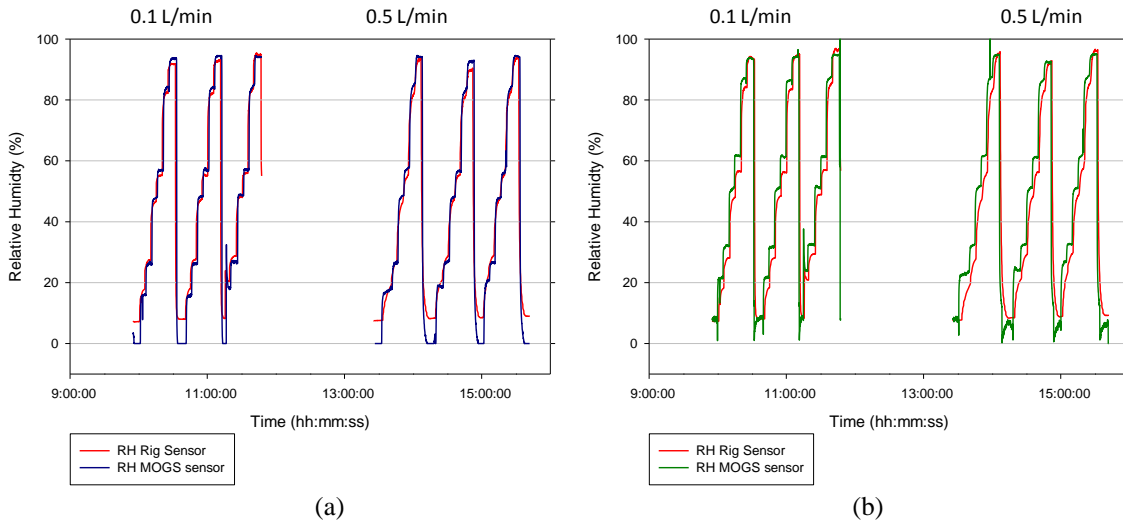 0.1 L/min 0.5 L/min
100
80
60
40
20
0
Relative Humidty (%)
9:00:00 11:00:00 13:00:00 15:00:00
Time (hh:mm:ss)
RH Rig Sensor
RH MOGS sensor
(a)
0.1 L/min 0.5 L/min
100
80
60
40
20
0
Relative Humidity (%)
9:00:00 11:00:00 13:00:00 15:00:00
Time (hh:mm:ss)
RH Rig Sensor
RH MOGS sensor
(b)